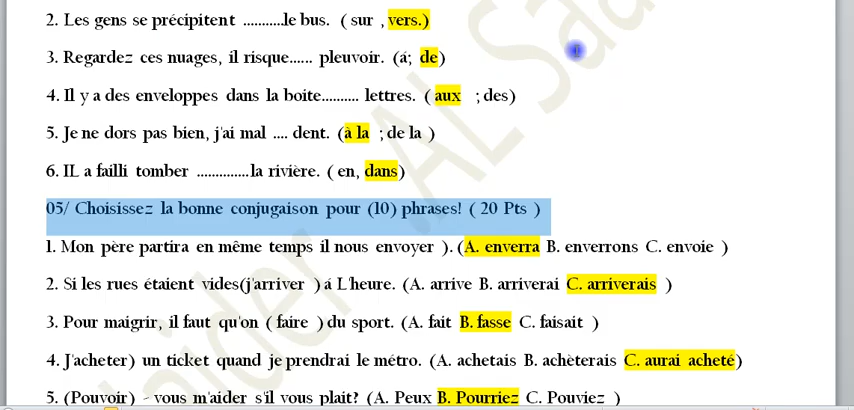 2. Les gens se précipitent ..........le bus. ( sur , vers.)
3. Regardez ces nuages, il risque...... pleuvoir. (á; de)
4. Il y a des enveloppes dans la boite.......... lettres. ( aux ; des)
5. Je ne dors pas bien, j'ai mal .... dent. (à la ; de la )
6. IL a failli tomber ..............la rivière. ( en, dans)
05/ Choisissez la bonne conjugaison pour (10) phrases! ( 20 Pts )
1. Mon père partira en même temps il nous envoyer ). (A. enverra B. enverrons C. envoie )
2. Si les rues étaient vides(j'arriver ) á L'heure. (A. arrive B. arriverai C. arriverais )
3. Pour maigrir, il faut qu'on ( faire ) du sport. (A. fait B. fasse C. faisait )
4. J'acheter) un ticket quand je prendrai le métro. (A. achetais B. achèterais C. aurai acheté)
5. (Pouvoir) - vous m'aider s'il vous plait? (A. Peux B. Pourriez C. Pouviez )